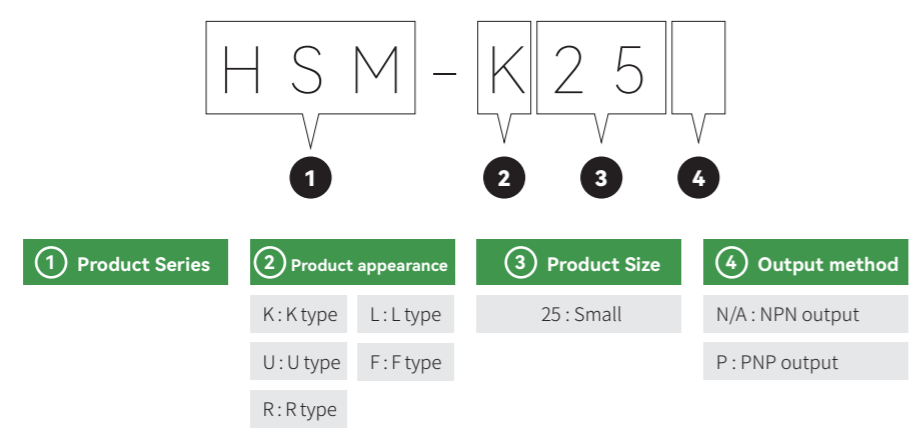 HSM-K25
1 2 3 4
1 Product Series 2 Product appearance 3 Product Size 4 Output method
K : K type L : L type 25 : Small N/A : NPN output
U : U type F : F type P : PNP output
R : R type